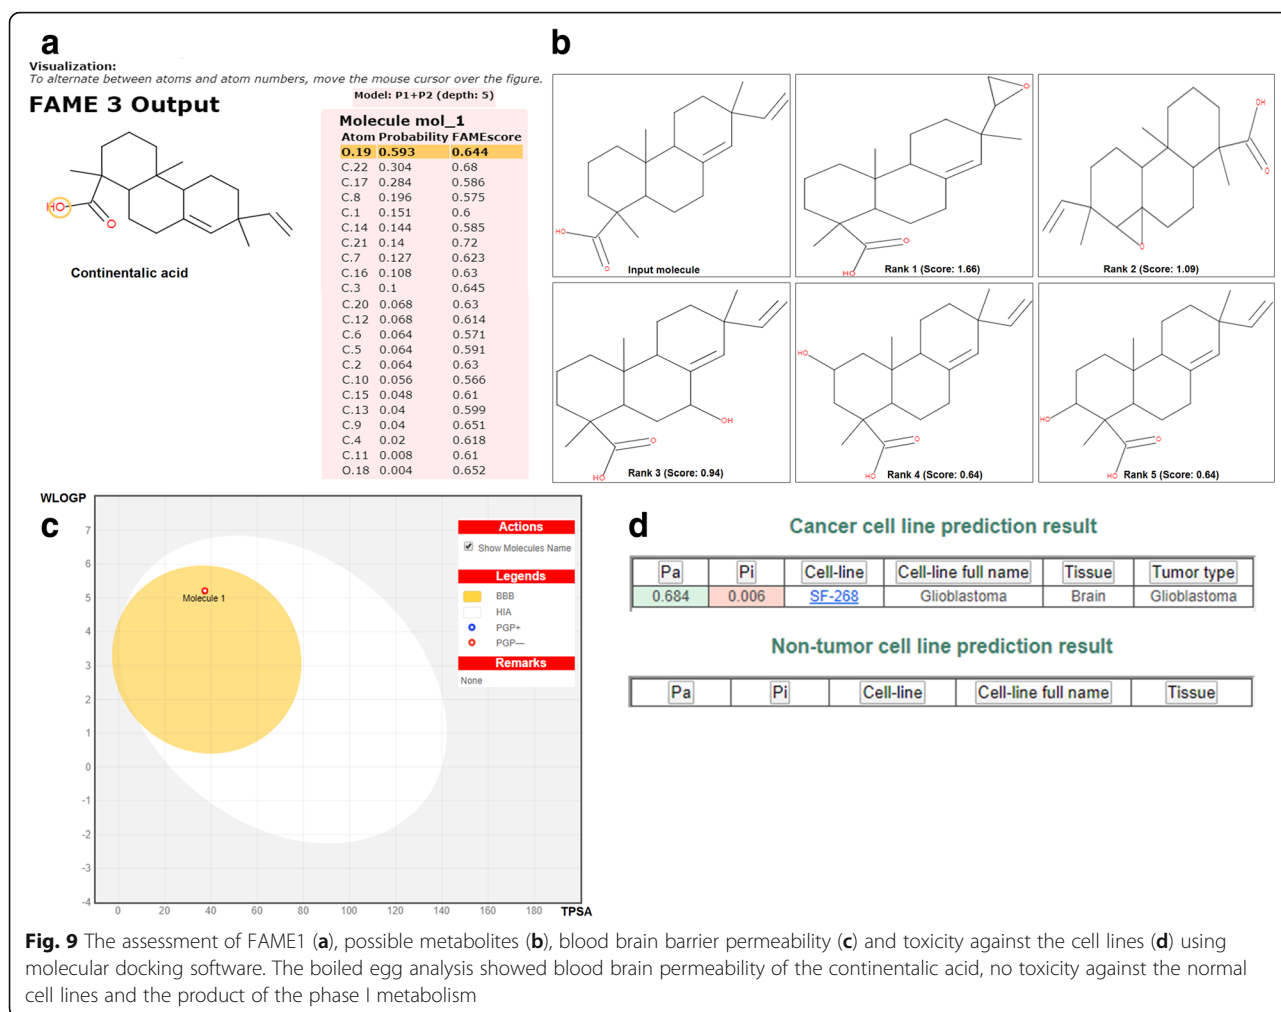 a
Visualization:
To alternate between atoms and atom numbers, move the mouse cursor over the figure.
FAME 3 Output
Model: P1+P2 (depth: 5)
Molecule mol_1
Atom Probability FAMEscore
O.19 0.593 0.644
C.22 0.304 0.68
C.17 0.284 0.586
C.8 0.196 0.575
C.1 0.151 0.6
C.14 0.144 0.585
C.21 0.14 0.72
C.7 0.127 0.623
C.16 0.108 0.63
C.3 0.1 0.645
C.20 0.068 0.63
C.12 0.068 0.614
C.6 0.064 0.571
C.5 0.064 0.591
C.2 0.064 0.63
C.10 0.056 0.566
C.15 0.048 0.61
C.13 0.04 0.599
C.9 0.04 0.651
C.4 0.02 0.618
C.11 0.008 0.61
O.18 0.004 0.652
HO
O
Continentalic acid
b
HO
O
Input molecule
O
O
HO
Rank 1 (Score: 1.66)
OH
O
O
Rank 2 (Score: 1.09)
OH
O
HO
Rank 3 (Score: 0.94)
HO
O
HO
Rank 4 (Score: 0.64)
HO
O
HO
Rank 5 (Score: 0.64)
c
WLOGP
7
6
5
4
3
2
1
0
-1
-2
-3
-4
0 20 40 60 80 100 120 140 160 180
TPSA
Molecule 1
Actions
Show Molecules Name
Legends
BBB
HIA
PGP+
PGP—
Remarks
None
d
Cancer cell line prediction result
Pa Pi Cell-line Cell-line full name Tissue Tumor type
0.684 0.006 SF-268 Glioblastoma Brain Glioblastoma
Non-tumor cell line prediction result
Pa Pi Cell-line Cell-line full name Tissue
Fig. 9 The assessment of FAME1 (a), possible metabolites (b), blood brain barrier permeability (c) and toxicity against the cell lines (d) using
molecular docking software. The boiled egg analysis showed blood brain permeability of the continentalic acid, no toxicity against the normal
cell lines and the product of the phase I metabolism